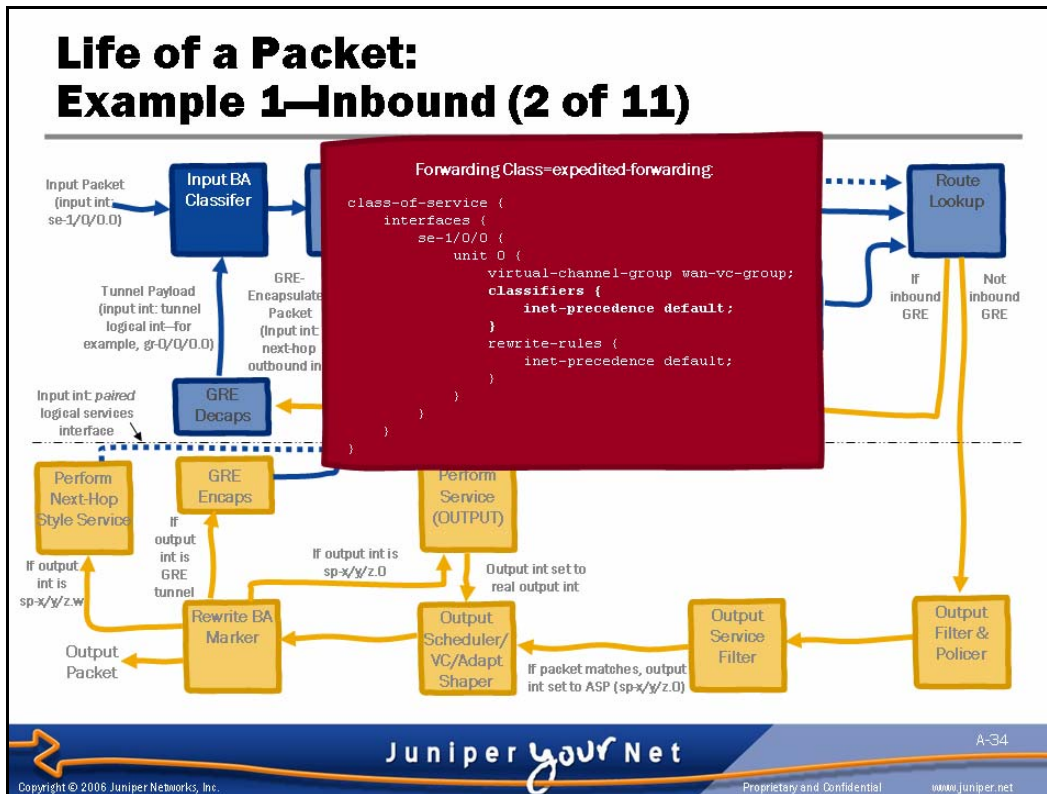 Life of a Packet:
Example 1—Inbound (2 of 11)
Input Packet
(input int:
se-1/0/0.0)
Input BA
Classifer
Forwarding Class=expedited-forwarding:
class-of-service {
    interfaces {
        se-1/0/0 {
            unit 0 {
                virtual-channel-group wan-vc-group;
                classifiers {
                    inet-precedence default;
                }
                rewrite-rules {
                    inet-precedence default;
                }
            }
        }
    }
}
Route
Lookup
Tunnel Payload
(input int: tunnel
logical int—for
example, gr-0/0/0.0)
GRE-
Encapsulate
Packet
(Input int:
next-hop
outbound in
If
inbound
GRE
Not
inbound
GRE
GRE
Decaps
Input int: paired
logical services
interface
Perform
Next-Hop
Style Service
GRE
Encaps
Perform
Service
(OUTPUT)
If output
int is
sp-x/y/z.w
If
output
int is
GRE
tunnel
If output int is
sp-x/y/z.0
Output int set to
real output int
Rewrite BA
Marker
Output
Scheduler/
VC/Adapt
Shaper
If packet matches, output
int set to ASP (sp-x/y/z.0)
Output
Service
Filter
Output
Filter &
Policer
Output
Packet
Juniper your Net
A-34
Copyright © 2006 Juniper Networks, Inc.
Proprietary and Confidential
www.juniper.net